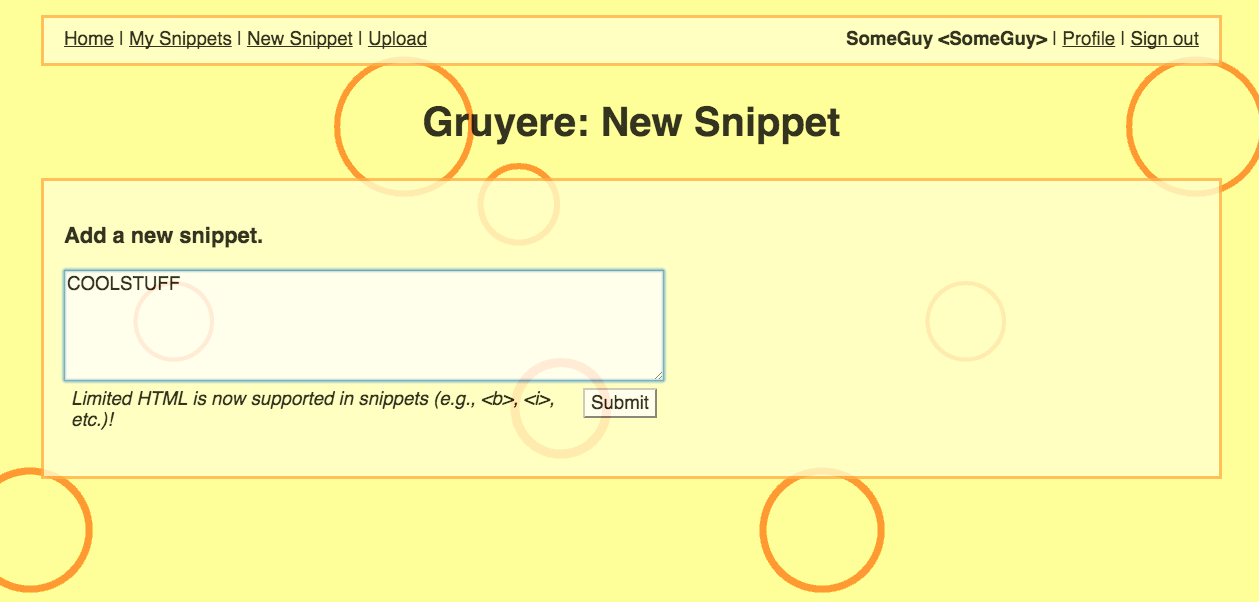 Home | My Snippets | New Snippet | Upload
SomeGuy <SomeGuy> | Profile | Sign out
Gruyere: New Snippet
Add a new snippet.
COOLSTUFF
Limited HTML is now supported in snippets (e.g., <b>, <i>,
etc.)!
Submit